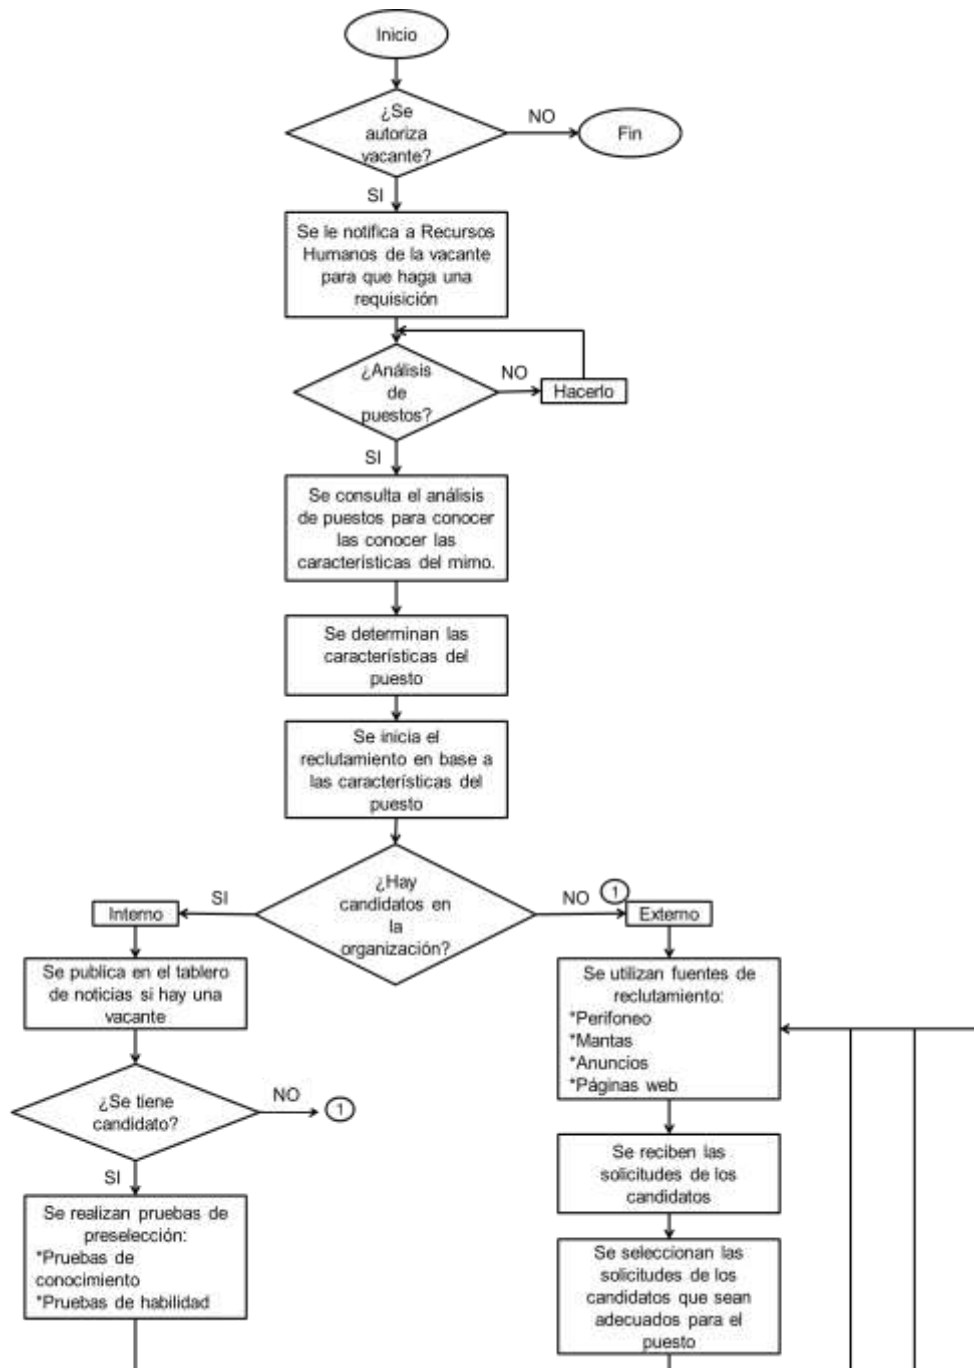 Inicio
¿Se
autoriza
vacante?
NO
Fin
SI
Se le notifica a Recursos
Humanos de la vacante
para que haga una
requisición
¿Análisis
de
puestos?
NO
Hacerlo
SI
Se consulta el análisis
de puestos para conocer
las conocer las
características del mimo.
Se determinan las
características del
puesto
Se inicia el
reclutamiento en base a
las características del
puesto
¿Hay
candidatos en
la
organización?
SI
Interno
NO
1
Externo
Se publica en el tablero
de noticias si hay una
vacante
¿Se tiene
candidato?
NO
1
SI
Se realizan pruebas de
preselección:
*Pruebas de
conocimiento
*Pruebas de habilidad
Se utilizan fuentes de
reclutamiento:
*Perifoneo
*Mantas
*Anuncios
*Páginas web
Se reciben las
solicitudes de los
candidatos
Se seleccionan las
solicitudes de los
candidatos que sean
adecuados para el
puesto